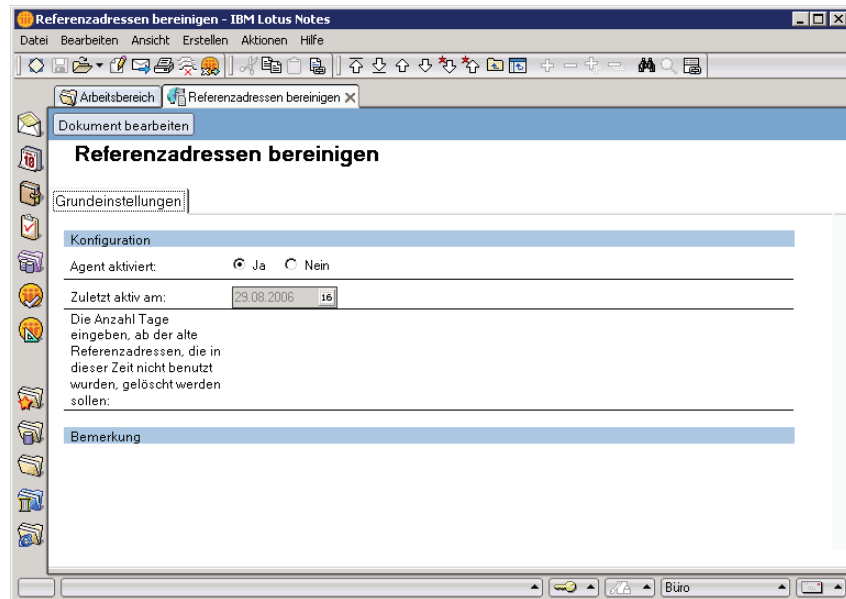 Referenzadressen bereinigen - IBM Lotus Notes
Datei Bearbeiten Ansicht Erstellen Aktionen Hilfe
Arbeitsbereich Referenzadressen bereinigen
Dokument bearbeiten
Referenzadressen bereinigen
18
Grundeinstellungen
Konfiguration
Agent aktiviert: Ja Nein
Zuletzt aktiv am: 29.08.2006 16
Die Anzahl Tage
eingeben, ab der alte
Referenzadressen, die in
dieser Zeit nicht benutzt
wurden, gelöscht werden
sollen:
Bemerkung
Büro